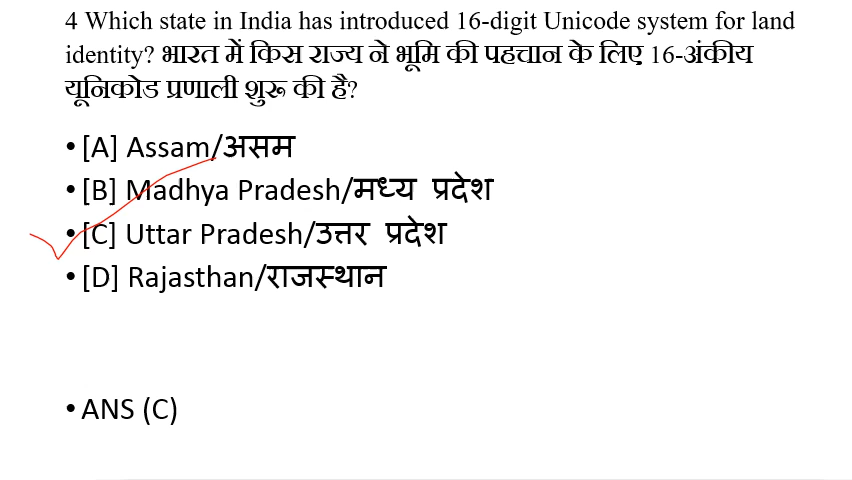 4 Which state in India has introduced 16-digit Unicode system for land
identity? भारत में किस राज्य ने भूमि की पहचान के लिए 16-अंकीय
यूनिकोड प्रणाली शुरू की है?
• [A] Assam/असम
• [B] Madhya Pradesh/मध्य प्रदेश
• [C] Uttar Pradesh/उत्तर प्रदेश
• [D] Rajasthan/राजस्थान
• ANS (C)